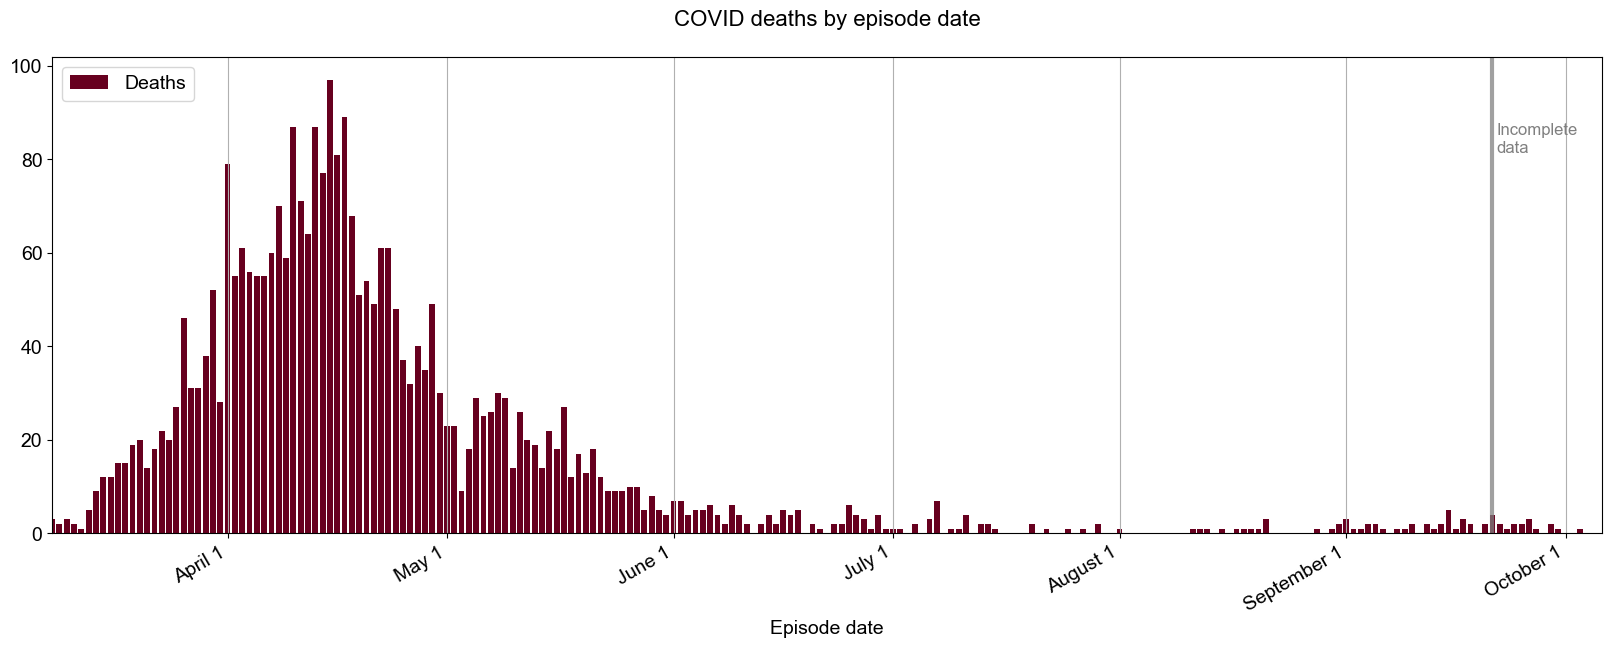 COVID deaths by episode date
100
80
60
40
20
0
Deaths
Incomplete
data
April 1
May 1
June 1
July 1
August 1
September 1
October 1
Episode date